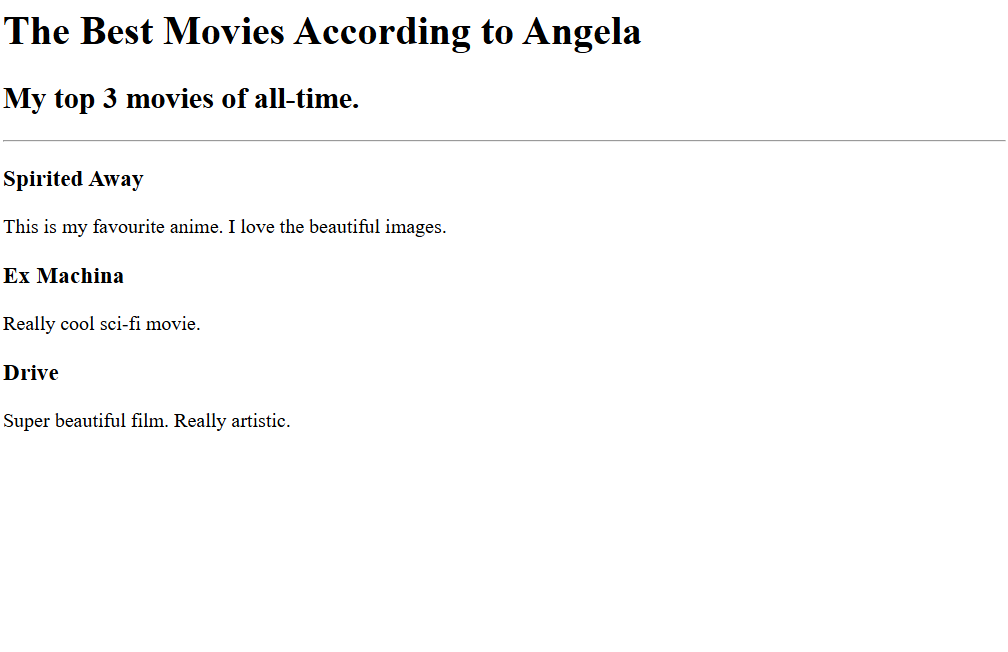 The Best Movies According to Angela
My top 3 movies of all-time.
Spirited Away
This is my favourite anime. I love the beautiful images.
Ex Machina
Really cool sci-fi movie.
Drive
Super beautiful film. Really artistic.